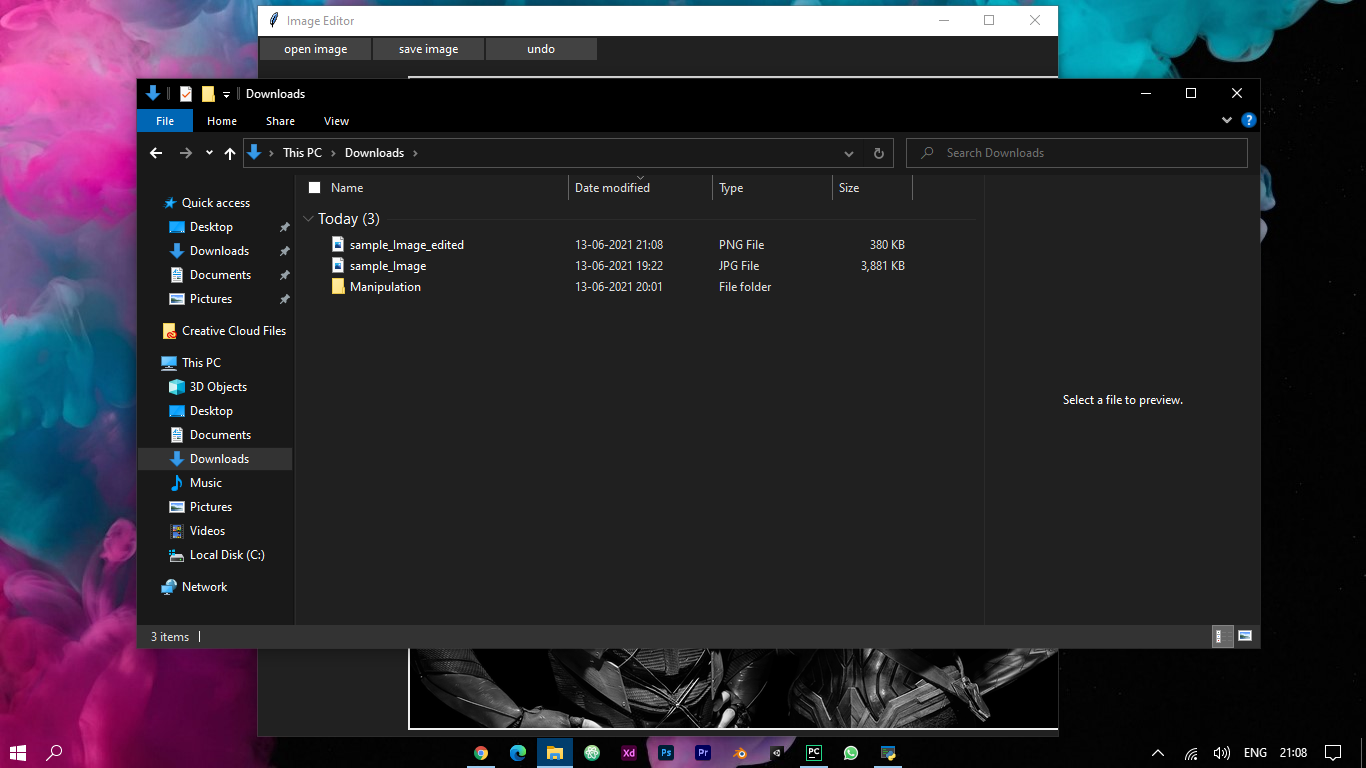 Image Editor
open image save image undo
Downloads
File Home Share View
This PC Downloads
Search Downloads
Name Date modified Type Size
Quick access
Desktop
Downloads
Documents
Pictures
Creative Cloud Files
This PC
3D Objects
Desktop
Documents
Downloads
Music
Pictures
Videos
Local Disk (C:)
Network
Today (3)
sample_Image_edited 13-06-2021 21:08 PNG File 380 KB
sample_Image 13-06-2021 19:22 JPG File 3,881 KB
Manipulation 13-06-2021 20:01 File folder
Select a file to preview.
3 items
Xd Ps Pr PC ENG 21:08